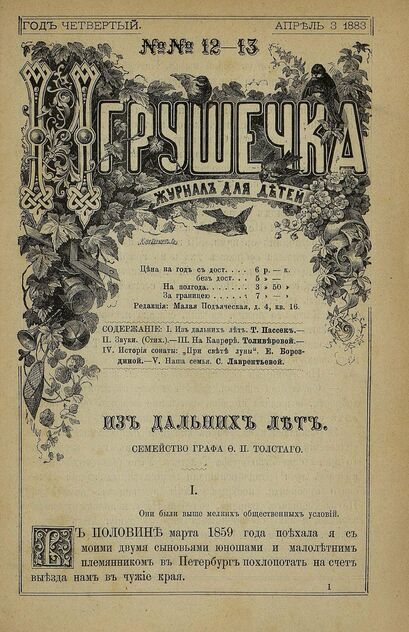 ГОДЪ ЧЕТВЕРТЫЙ.
АПРѢЛЬ 3 1883
№№ 12—13
ИГРУШЕЧКА
ЖУРНАЛЪ ДЛЯ ДѢТЕЙ
Цѣна на годъ съ дост. . . . 6 р. — к.
безъ дост. . . 5 » —
На полгода. . . . . 3 » 50 »
За границею . . . . 7 » — »
Редакція: Малая Подъяческая, д. 4, кв. 16.
СОДЕРЖАНІЕ: I. Изъ дальнихъ лѣтъ. Т. Пассекъ.—
II. Звуки. (Стих.).—III. На Капрерѣ. Толивѣровой.—
IV. Исторія сонаты: „При свѣтѣ луны“. Е. Бороз-
диной.—V. Наша семья. С. Лаврентьевой.
ИЗЪ ДАЛЬНИХЪ ЛѢТЪ.
СЕМЕЙСТВО ГРАФА Ѳ. П. ТОЛСТАГО.
I.
Они были выше мелкихъ общественныхъ условій.
ВЪ ПОЛОВИНѢ марта 1859 года поѣхала я съ
моими двумя сыновьями юношами и малолѣтнимъ
племянникомъ въ Петербургъ похлопотать на счетъ
выѣзда намъ въ чужіе края.
1